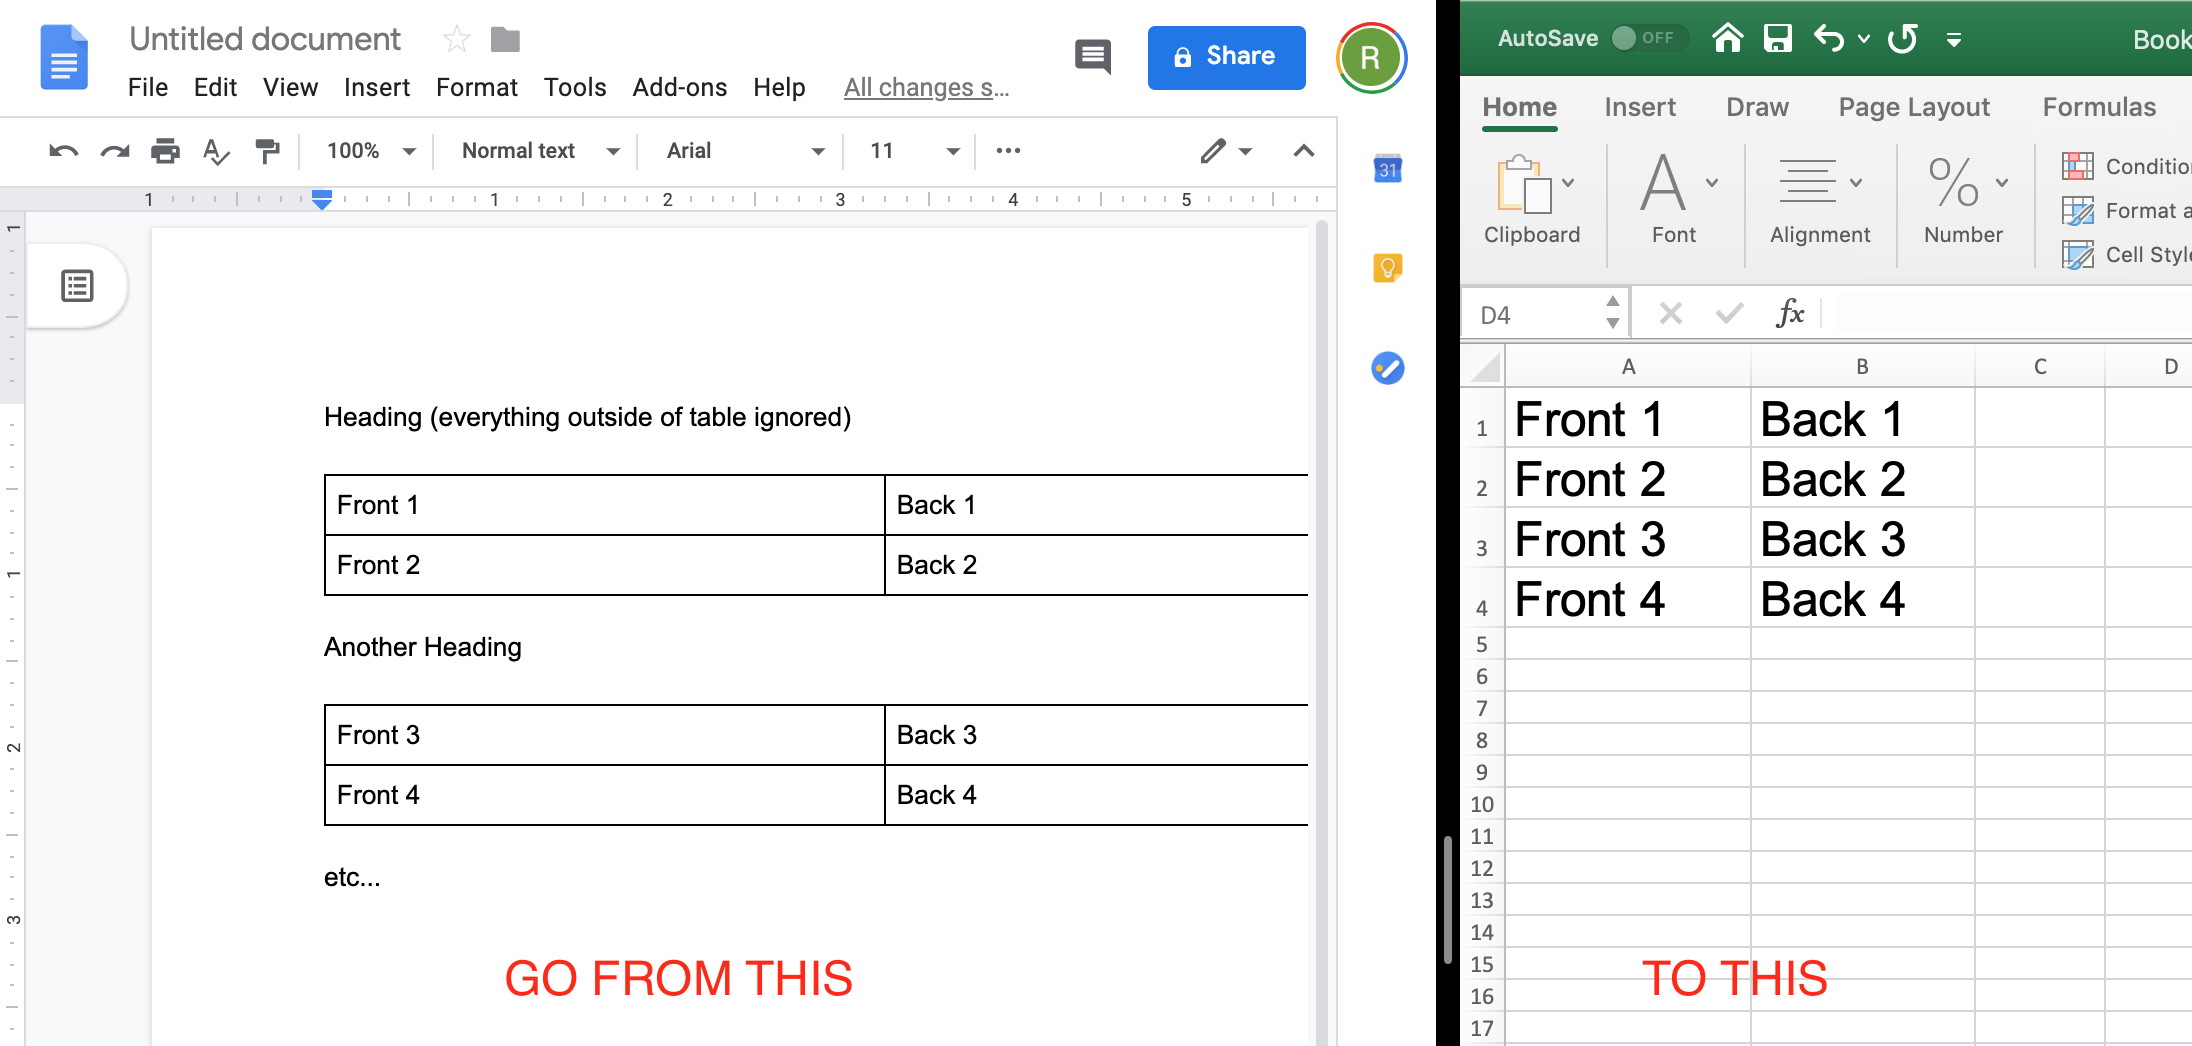 Untitled document
File Edit View Insert Format Tools Add-ons Help All changes s...
Share
R
100% Normal text Arial 11
1 1 2 3 4 5
31
1
1
2
3
Heading (everything outside of table ignored)
Front 1 Back 1
Front 2 Back 2
Another Heading
Front 3 Back 3
Front 4 Back 4
etc...
GO FROM THIS
AutoSave OFF Book
Home Insert Draw Page Layout Formulas
Clipboard Font Alignment % Number
Conditio
Format a
Cell Style
D4 fx
A B C D
1 Front 1 Back 1
2 Front 2 Back 2
3 Front 3 Back 3
4 Front 4 Back 4
5
6
7
8
9
10
11
12
13
14
15
16
17
TO THIS